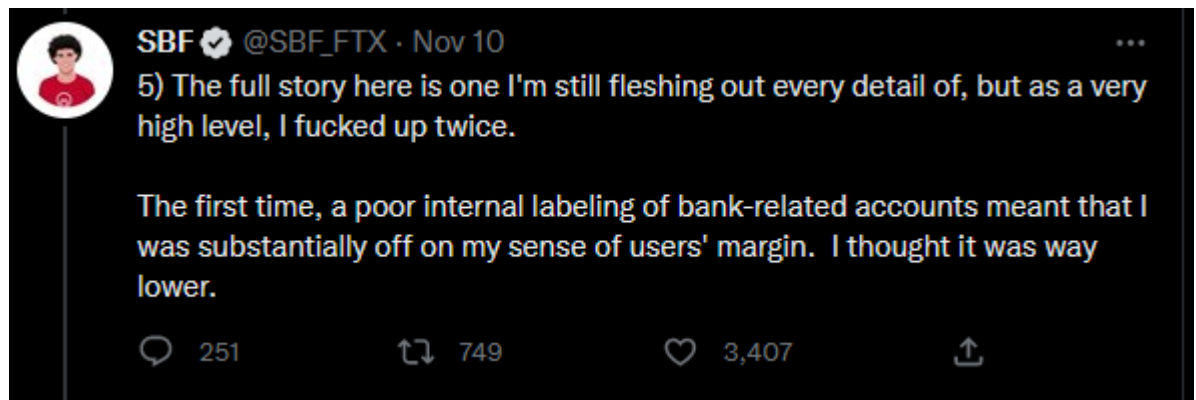 SBF @SBF_FTX · Nov 10
5) The full story here is one I'm still fleshing out every detail of, but as a very
high level, I fucked up twice.
The first time, a poor internal labeling of bank-related accounts meant that I
was substantially off on my sense of users' margin.  I thought it was way
lower.
251 749 3,407